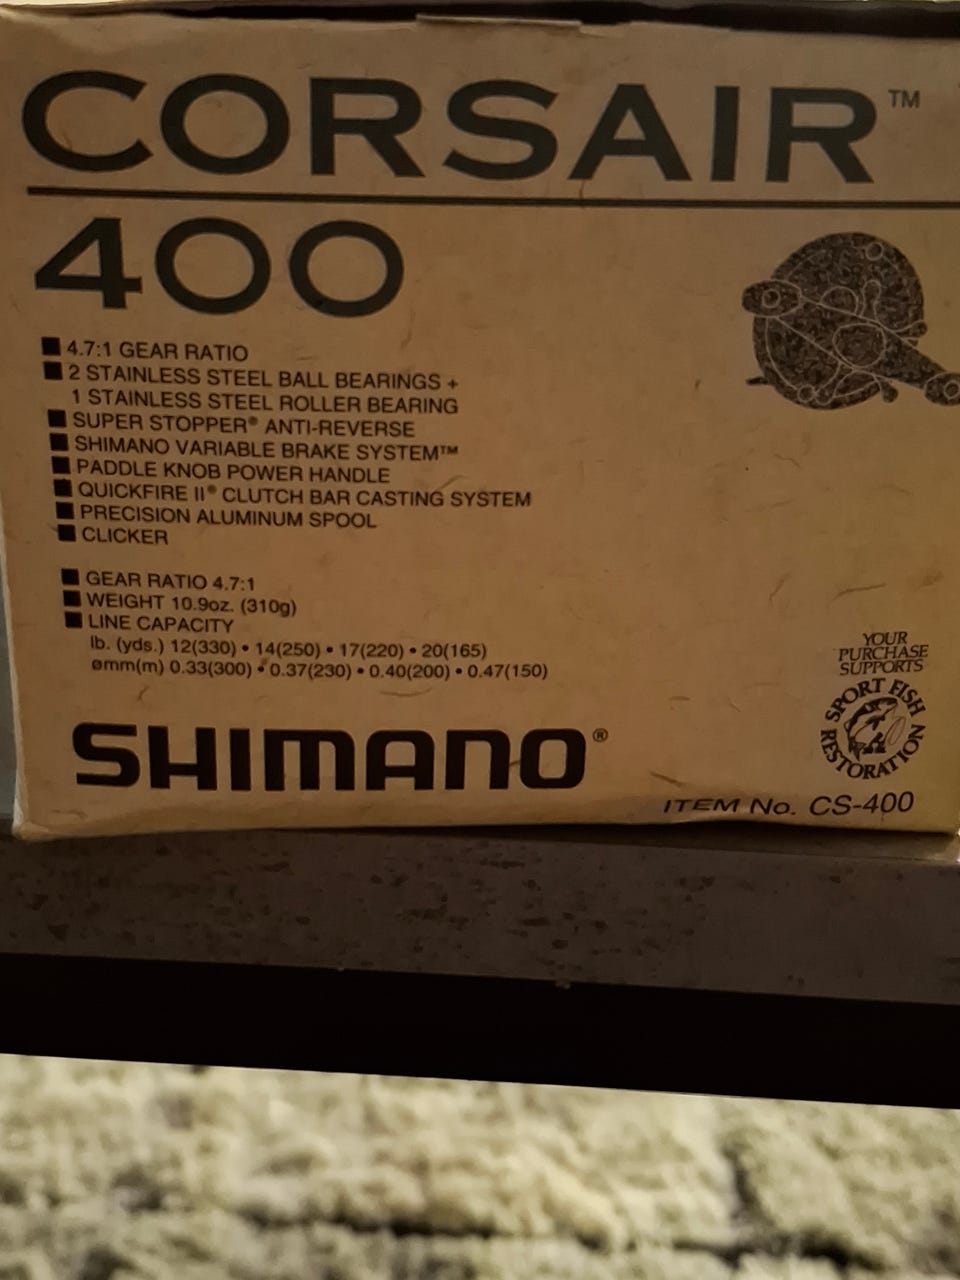 CORSAIR™
400
■ 4.7:1 GEAR RATIO
■ 2 STAINLESS STEEL BALL BEARINGS +
1 STAINLESS STEEL ROLLER BEARING
■ SUPER STOPPER® ANTI-REVERSE
■ SHIMANO VARIABLE BRAKE SYSTEM™
■ PADDLE KNOB POWER HANDLE
■ QUICKFIRE II® CLUTCH BAR CASTING SYSTEM
■ PRECISION ALUMINUM SPOOL
■ CLICKER
■ GEAR RATIO 4.7:1
■ WEIGHT 10.9oz. (310g)
■ LINE CAPACITY
lb. (yds.) 12(330) • 14(250) • 17(220) • 20(165)
ømm(m) 0.33(300) • 0.37(230) • 0.40(200) • 0.47(150)
YOUR
PURCHASE
SUPPORTS
SPORT FISH
RESTORATION
SHIMANO®
ITEM No. CS-400